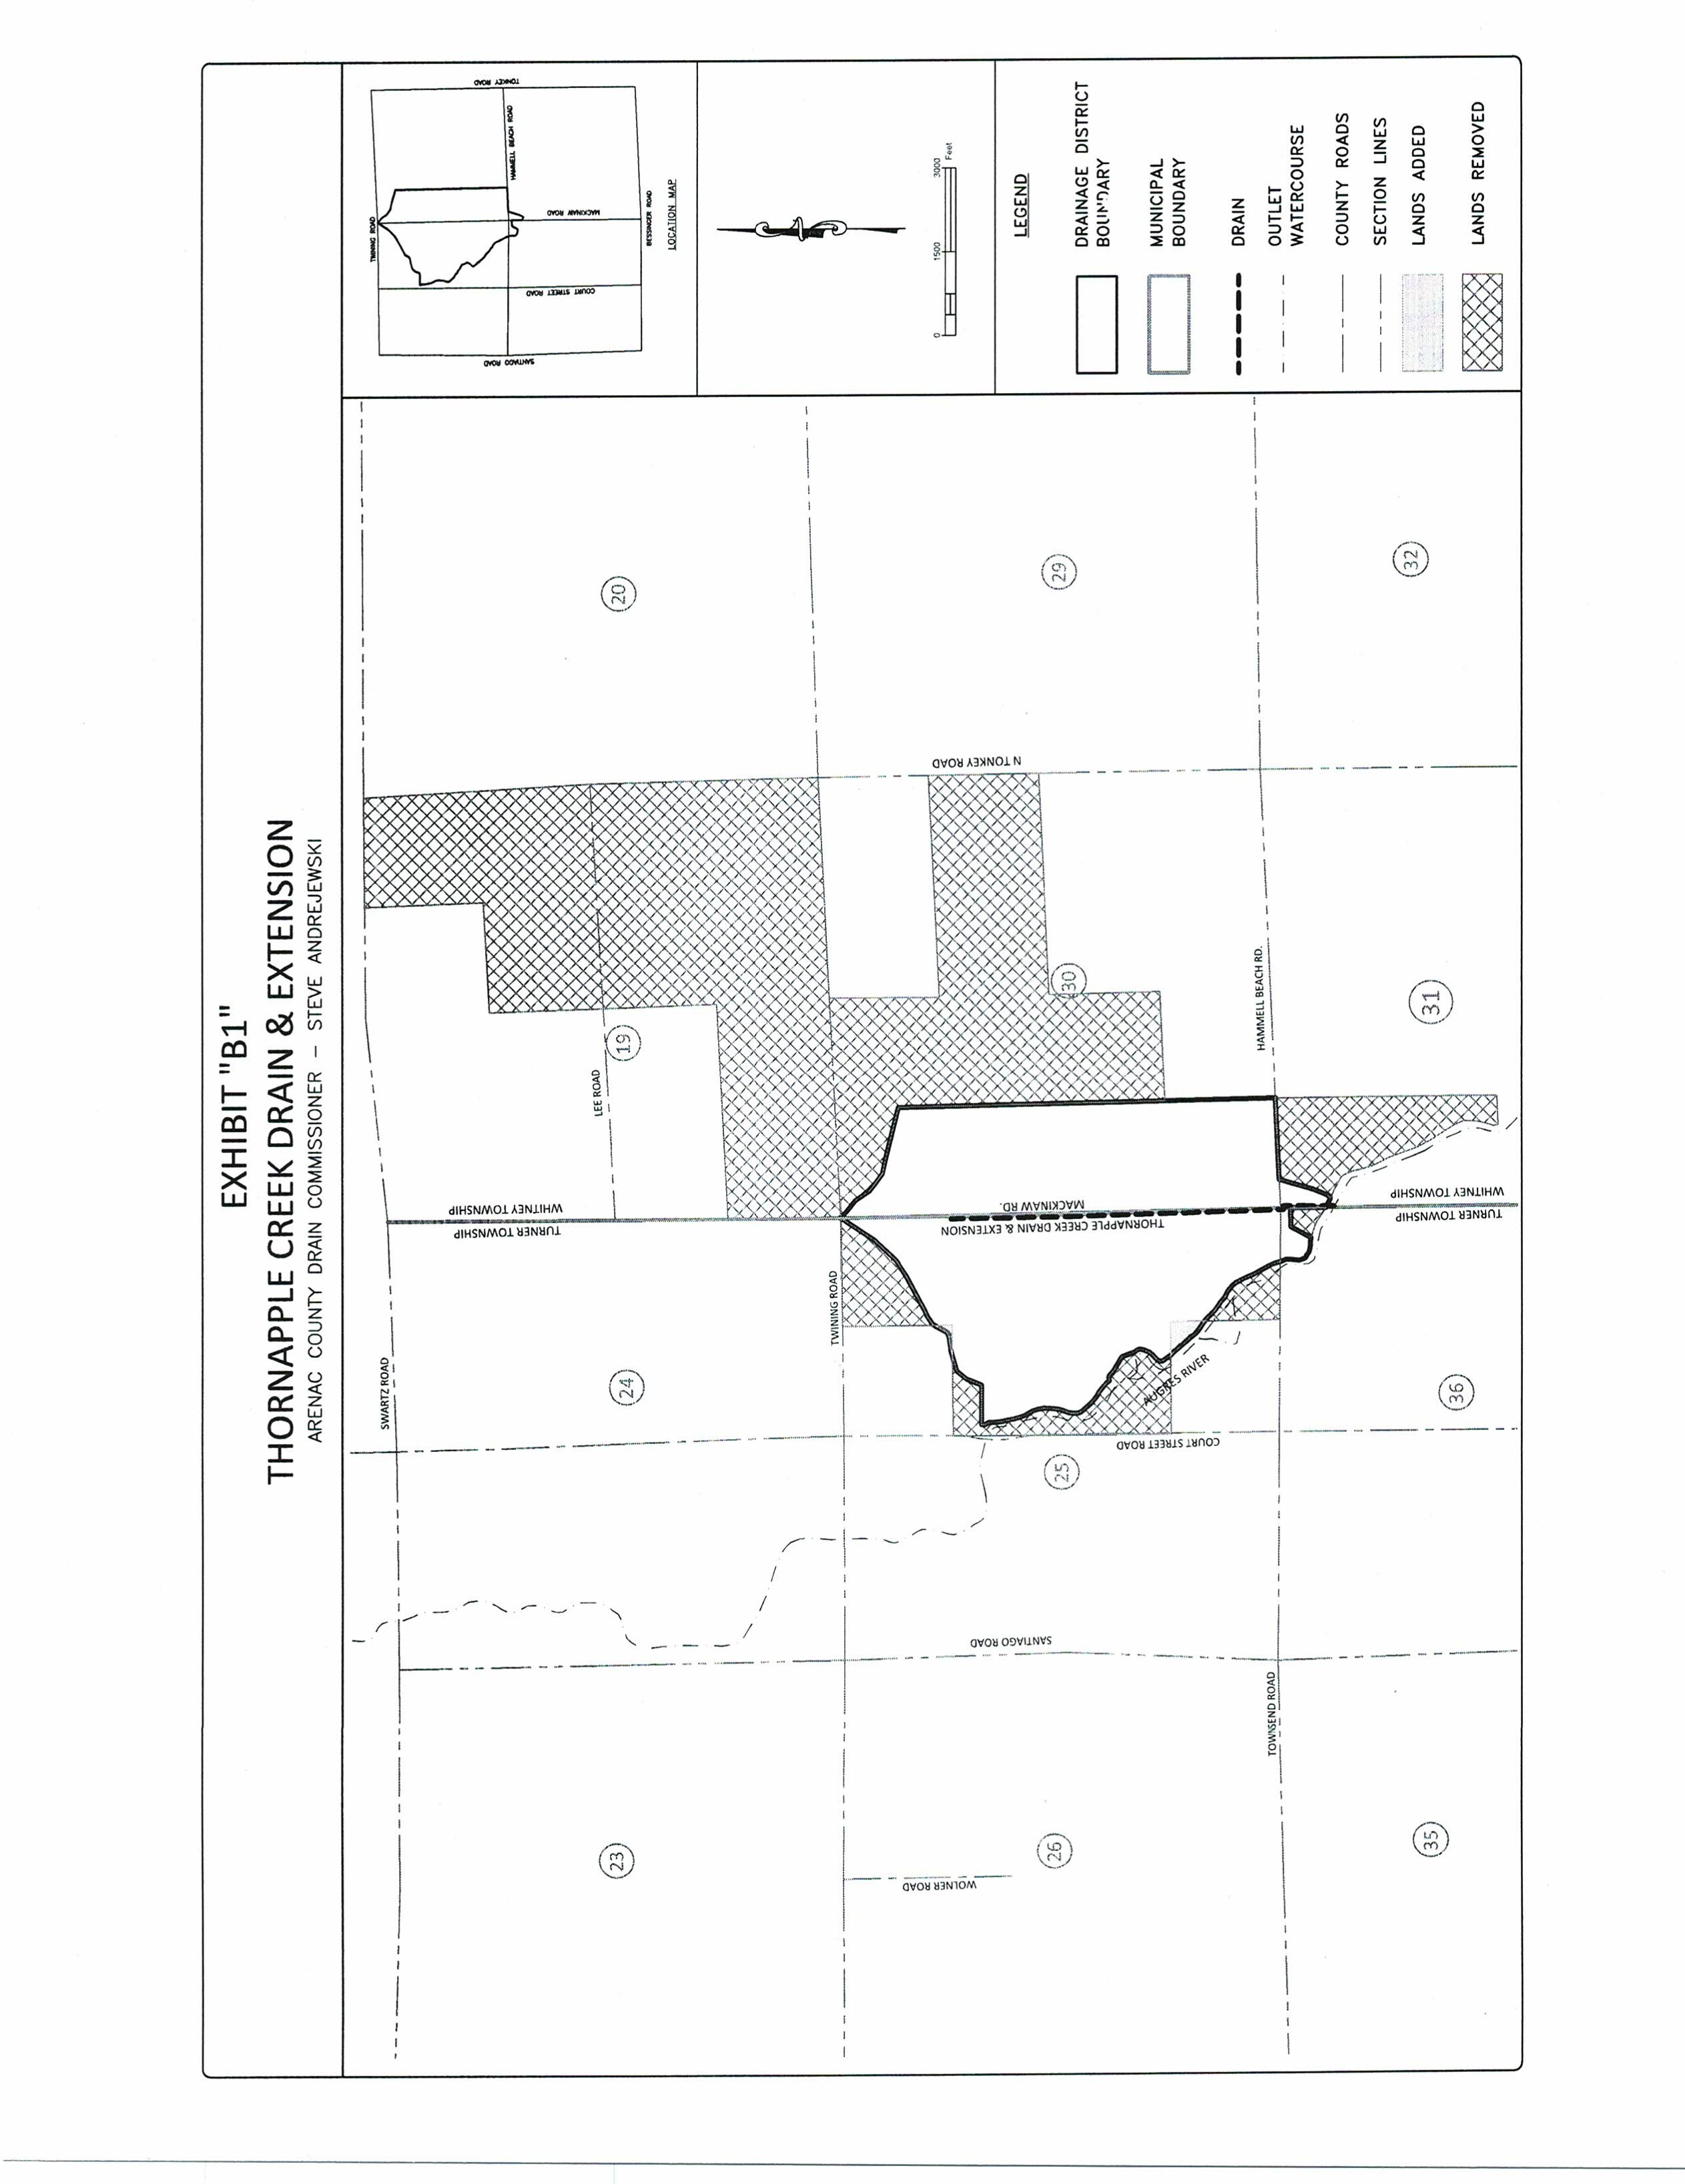 EXHIBIT "B1"
THORNAPPLE CREEK DRAIN & EXTENSION
ARENAC COUNTY DRAIN COMMISSIONER – STEVE ANDREJEWSKI
SWARTZ ROAD
TURNER TOWNSHIP
WHITNEY TOWNSHIP
LEE ROAD
23
24
19
20
TWINING ROAD
N TONKEY ROAD
WOLNER ROAD
SANTIAGO ROAD
COURT STREET ROAD
AUGRES RIVER
THORNAPPLE CREEK DRAIN & EXTENSION
MACKINAW RD.
26
25
30
29
TOWNSEND ROAD
HAMMELL BEACH RD.
35
36
31
32
TURNER TOWNSHIP
WHITNEY TOWNSHIP
TWINING ROAD
SANTIAGO ROAD
COURT STREET ROAD
MACKINAW ROAD
HAMMELL BEACH ROAD
TONKEY ROAD
BESSINGER ROAD
LOCATION MAP
0
1500
3000
Feet
LEGEND
DRAINAGE DISTRICT
BOUNDARY
MUNICIPAL
BOUNDARY
DRAIN
OUTLET
WATERCOURSE
COUNTY ROADS
SECTION LINES
LANDS ADDED
LANDS REMOVED